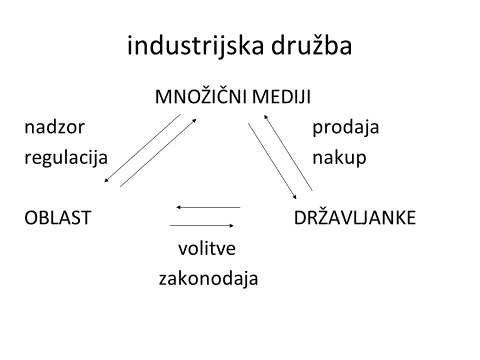 industrijska družba
MNOŽIČNI MEDIJI
nadzor
prodaja
regulacija
nakup
OBLAST
DRŽAVLJANKE
volitve
zakonodaja